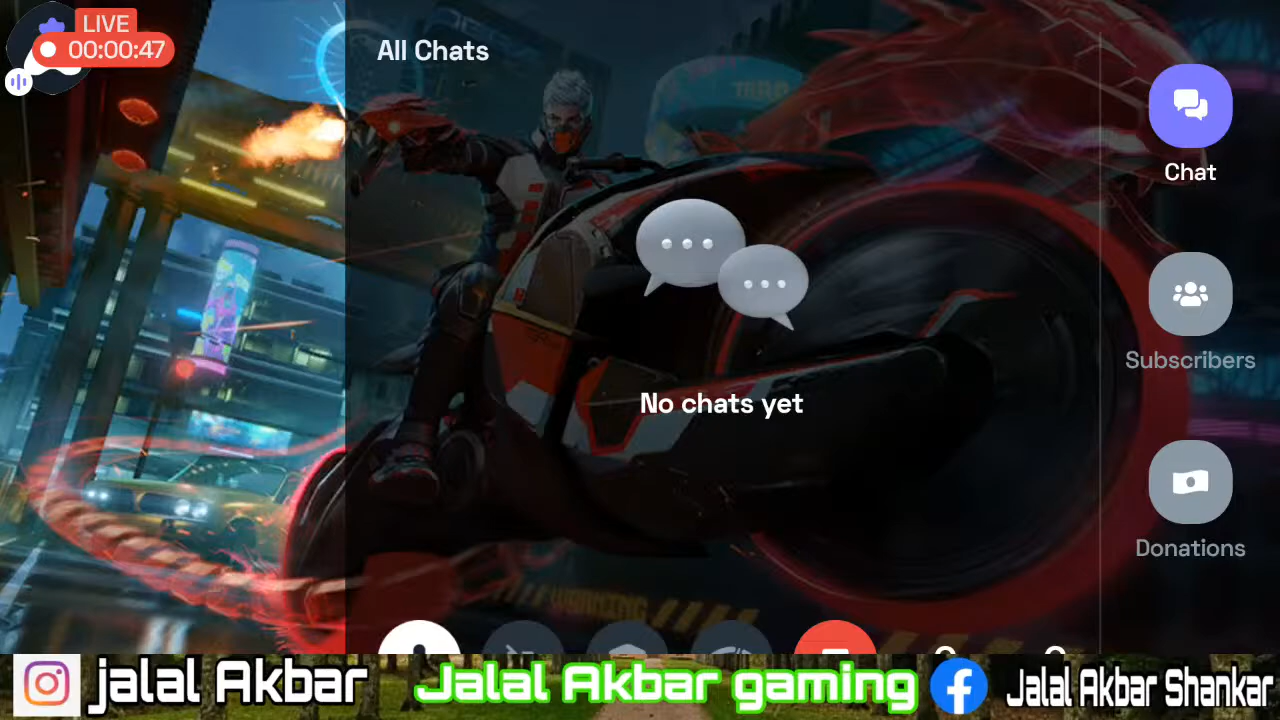 LIVE
00:00:47
All Chats
Chat
No chats yet
Subscribers
Donations
jalal Akbar
Jalal Akbar gaming
Jalal Akbar Shankar